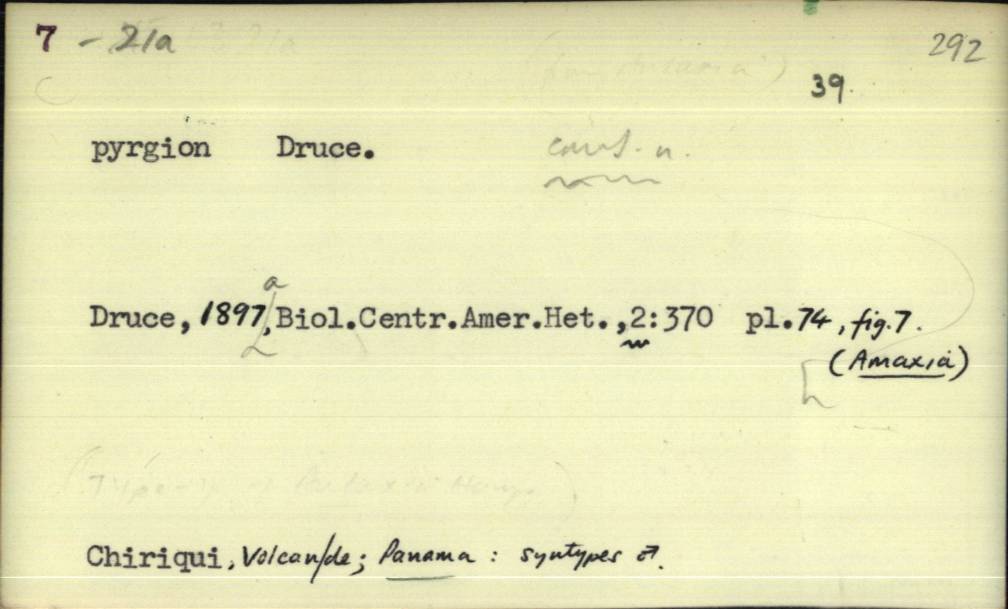 7 - 21a 292
39.
pyrgion Druce. comb. n.
a
Druce, 1897, Biol.Centr.Amer.Het.,2:370 pl.74, fig.7.
(Amaxia)
Chiriqui, Volcan/de; Panama : syntypes ♂.